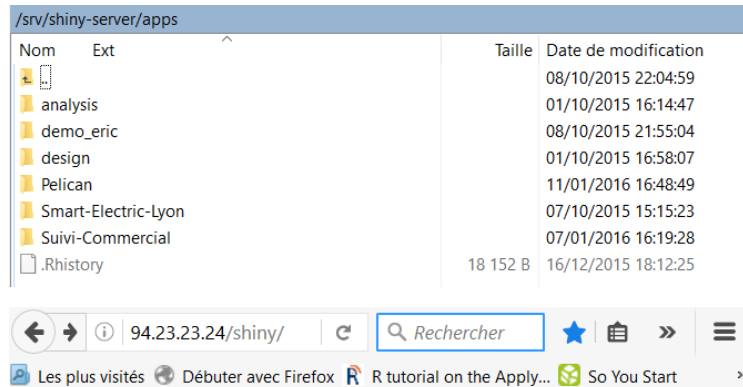 /srv/shiny-server/apps
Nom Ext Taille Date de modification
.. 08/10/2015 22:04:59
analysis 01/10/2015 16:14:47
demo_eric 08/10/2015 21:55:04
design 01/10/2015 16:58:07
Pelican 11/01/2016 16:48:49
Smart-Electric-Lyon 07/10/2015 15:15:23
Suivi-Commercial 07/01/2016 16:19:28
.Rhistory 18 152 B 16/12/2015 18:12:25
94.23.23.24/shiny/ Rechercher
Les plus visités Débuter avec Firefox R tutorial on the Apply... So You Start